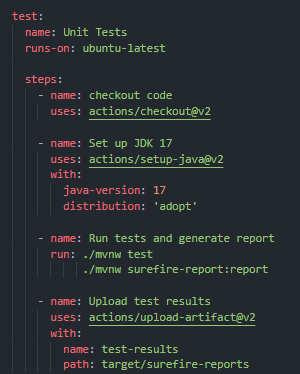 test:
  name: Unit Tests
  runs-on: ubuntu-latest

  steps:
    - name: checkout code
      uses: actions/checkout@v2

    - name: Set up JDK 17
      uses: actions/setup-java@v2
      with:
        java-version: 17
        distribution: 'adopt'

    - name: Run tests and generate report
      run: ./mvnw test
           ./mvnw surefire-report:report

    - name: Upload test results
      uses: actions/upload-artifact@v2
      with:
        name: test-results
        path: target/surefire-reports